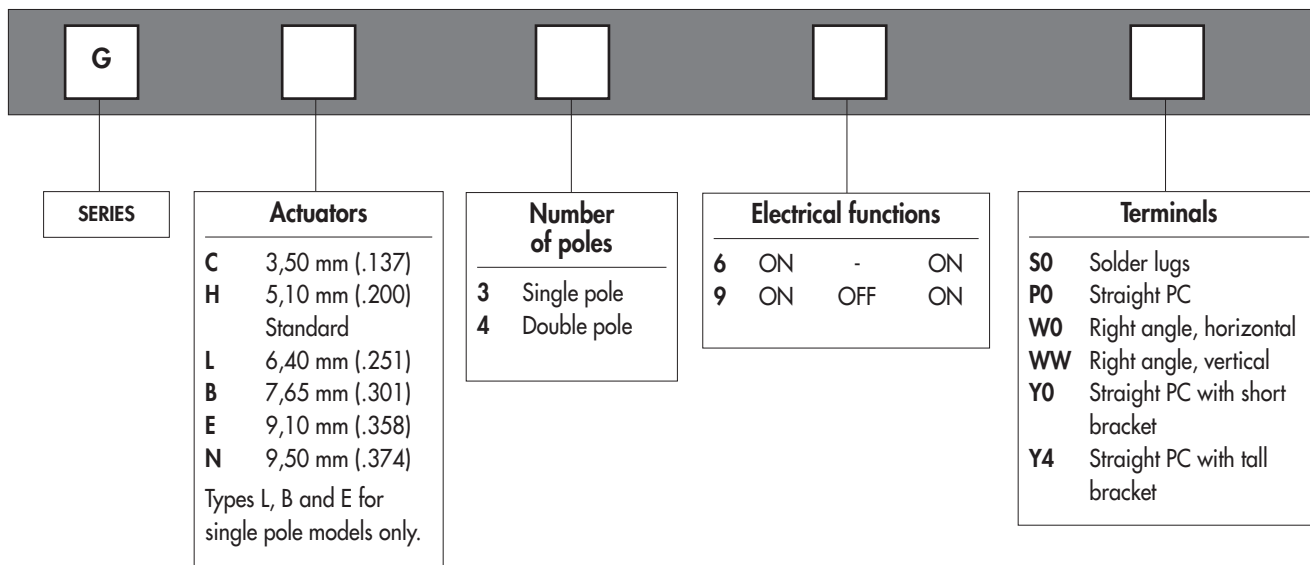 G
SERIES
Actuators
C 3,50 mm (.137)
H 5,10 mm (.200)
Standard
L 6,40 mm (.251)
B 7,65 mm (.301)
E 9,10 mm (.358)
N 9,50 mm (.374)
Types L, B and E for
single pole models only.
Number
of poles
3 Single pole
4 Double pole
Electrical functions
6 ON - ON
9 ON OFF ON
Terminals
S0 Solder lugs
P0 Straight PC
W0 Right angle, horizontal
WW Right angle, vertical
Y0 Straight PC with short
bracket
Y4 Straight PC with tall
bracket